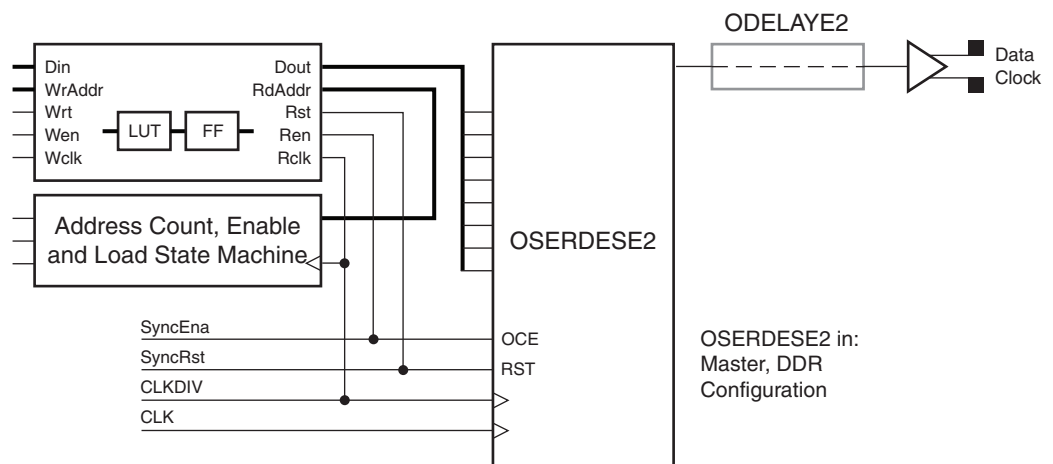 ODELAYE2
Data
Clock
Din
WrAddr
Wrt
Wen
Wclk
LUT
FF
Dout
RdAddr
Rst
Ren
Rclk
Address Count, Enable
and Load State Machine
OSERDESE2
SyncEna
SyncRst
CLKDIV
CLK
OCE
RST
OSERDESE2 in:
Master, DDR
Configuration